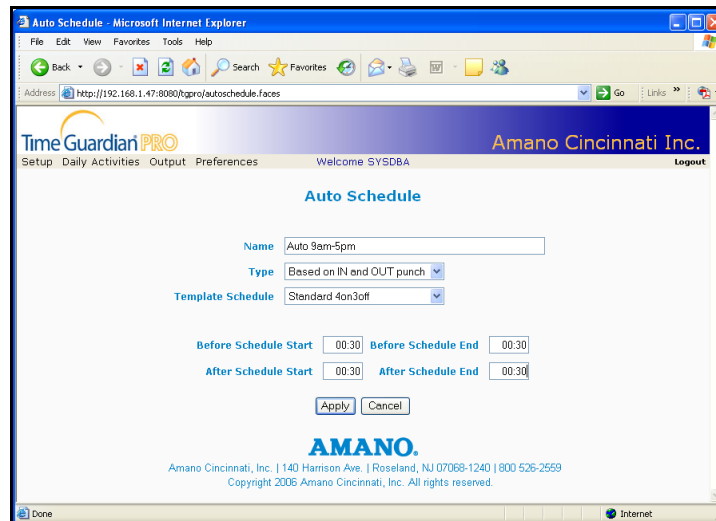 Auto Schedule - Microsoft Internet Explorer
File Edit View Favorites Tools Help
Back Search Favorites
Address http://192.168.1.47:8080/tgpro/autoschedule.faces Go Links »
Time Guardian PRO Amano Cincinnati Inc.
Setup Daily Activities Output Preferences Welcome SYSDBA Logout
Auto Schedule
Name Auto 9am-5pm
Type Based on IN and OUT punch
Template Schedule Standard 4on3off
Before Schedule Start 00:30 Before Schedule End 00:30
After Schedule Start 00:30 After Schedule End 00:30
Apply Cancel
AMANO.
Amano Cincinnati, Inc. | 140 Harrison Ave. | Roseland, NJ 07068-1240 | 800 526-2559
Copyright 2006 Amano Cincinnati, Inc. All rights reserved.
Done Internet